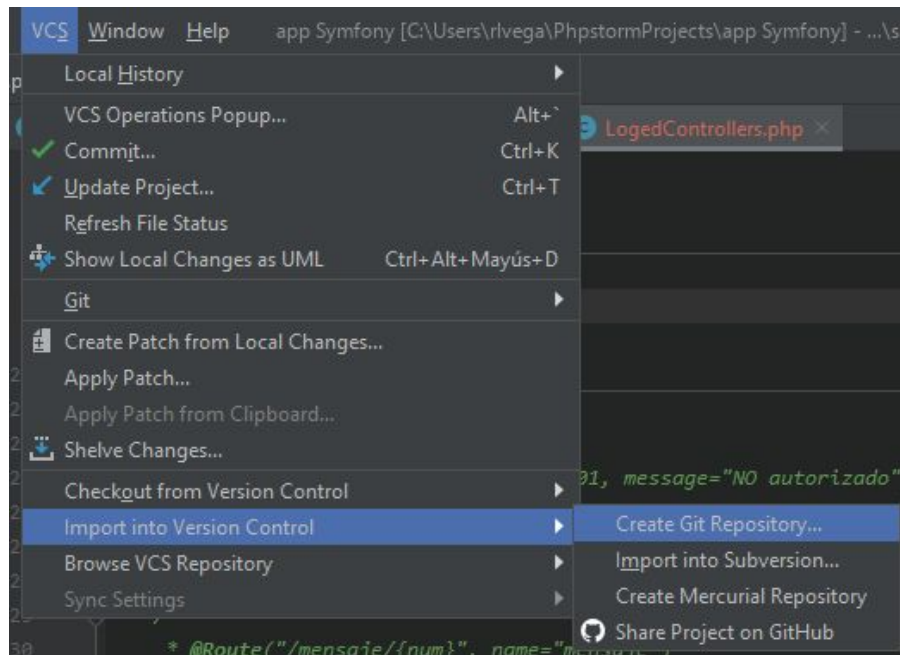 VCS Window Help app Symfony [C:\Users\rlvega\PhpstormProjects\app Symfony] - ...\s
Local History
VCS Operations Popup... Alt+`
LogedControllers.php
Commit... Ctrl+K
Update Project... Ctrl+T
Refresh File Status
Show Local Changes as UML Ctrl+Alt+Mayús+D
Git
Create Patch from Local Changes...
Apply Patch...
Apply Patch from Clipboard...
Shelve Changes...
01, message="NO autorizado"
Checkout from Version Control
Import into Version Control
Create Git Repository...
Browse VCS Repository
Import into Subversion...
Sync Settings
Create Mercurial Repository
Share Project on GitHub
30 * @Route("/mensaje/{num}", name="